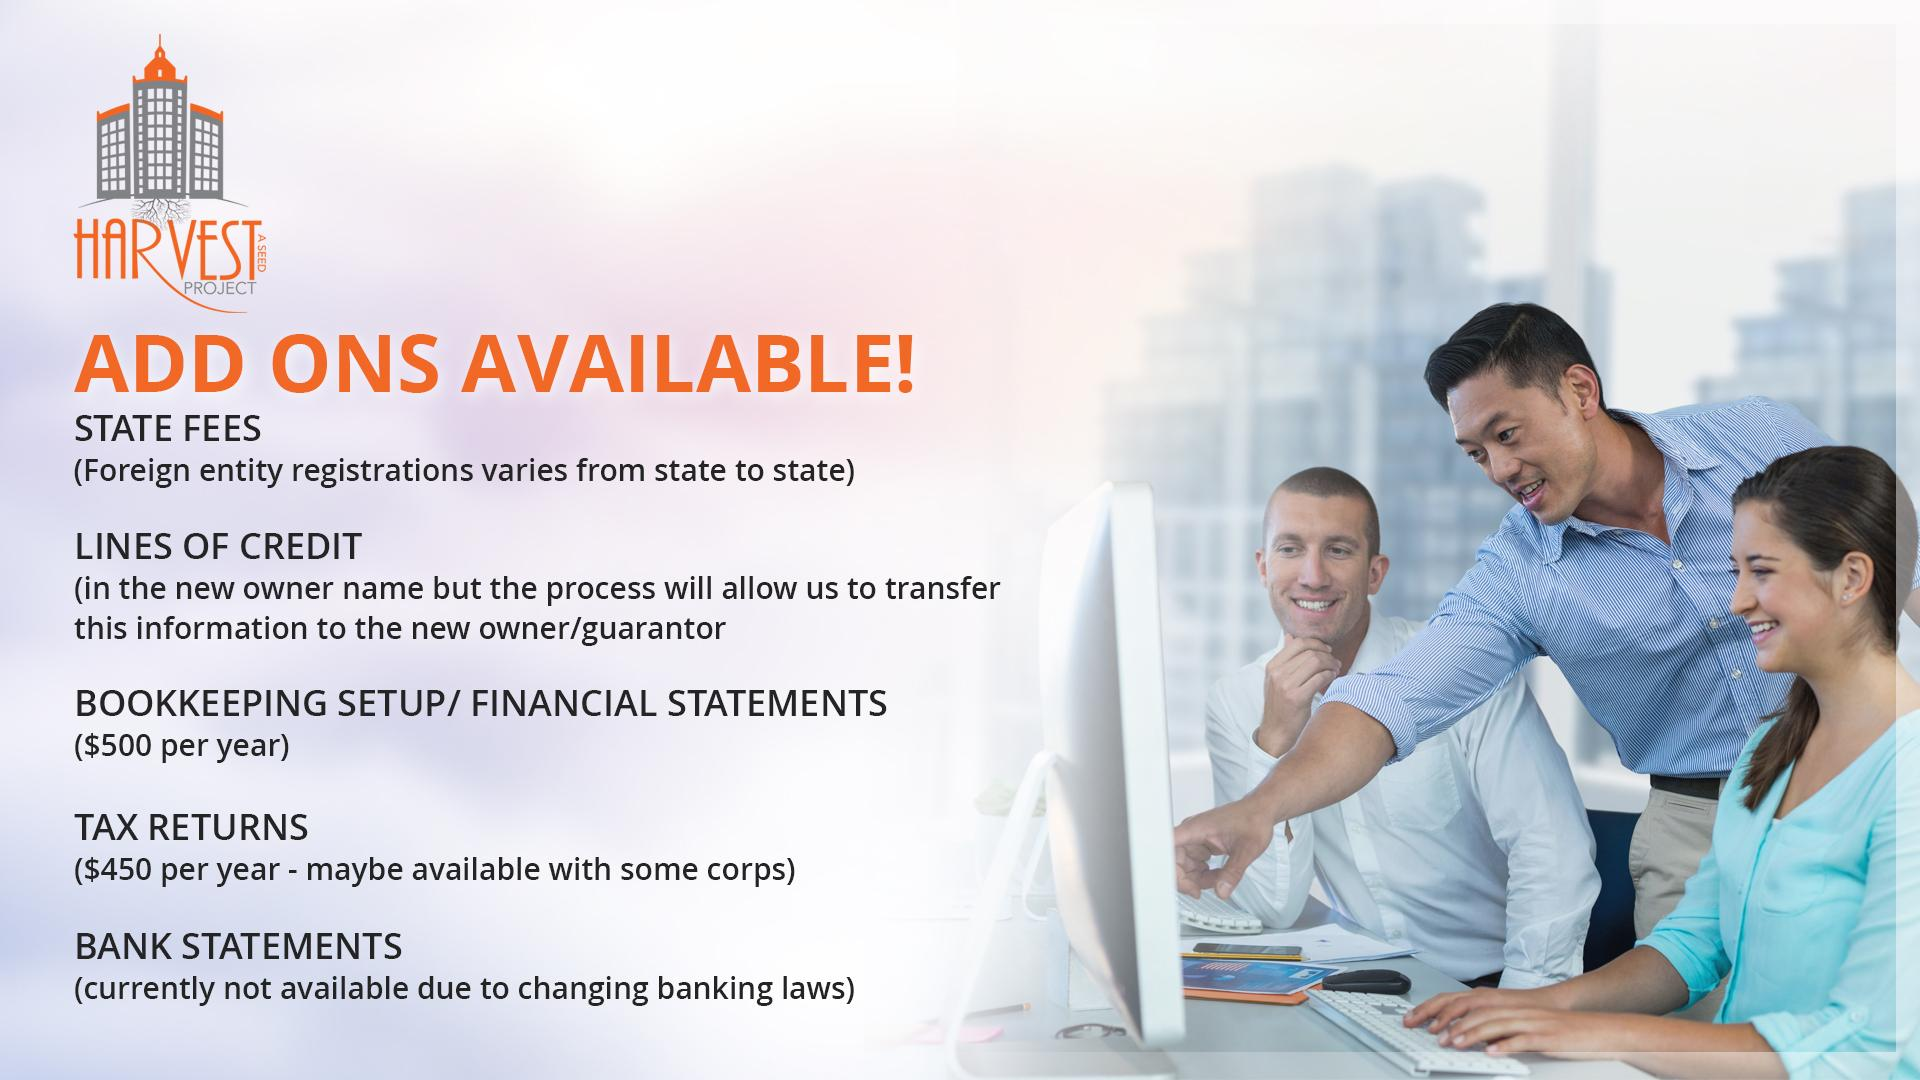 HARVEST
A SEED
PROJECT
ADD ONS AVAILABLE!
STATE FEES
(Foreign entity registrations varies from state to state)
LINES OF CREDIT
(in the new owner name but the process will allow us to transfer
this information to the new owner/guarantor
BOOKKEEPING SETUP/ FINANCIAL STATEMENTS
($500 per year)
TAX RETURNS
($450 per year - maybe available with some corps)
BANK STATEMENTS
(currently not available due to changing banking laws)